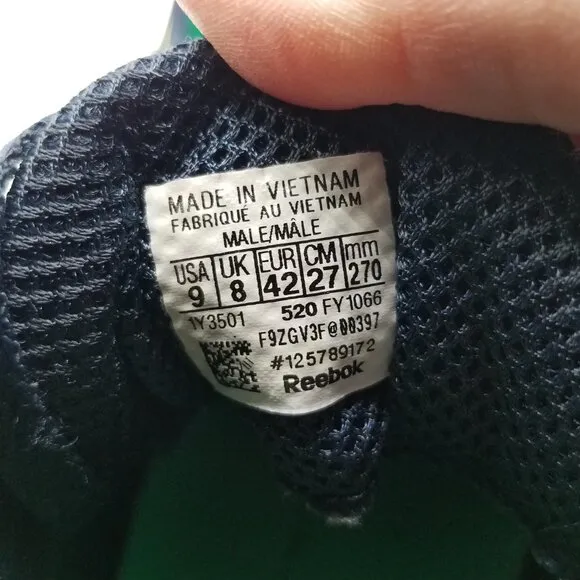 MADE IN VIETNAM
FABRIQUÉ AU VIETNAM
MALE/MÂLE
USA UK EUR CM mm
9 8 42 27 270
1Y3501 520 FY1066
F9ZGV3F@00397
#125789172
Reebok